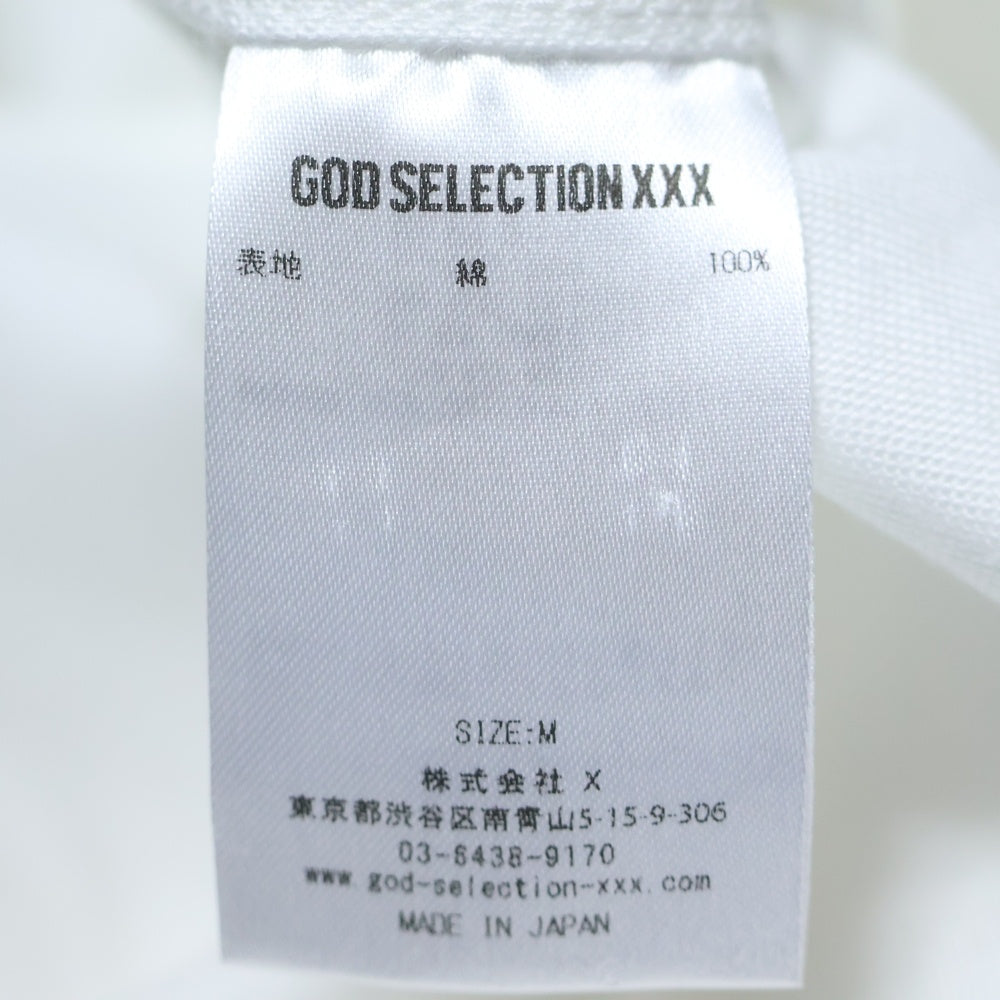 GOD SELECTION XXX
表地 綿 100%
SIZE:M
株式会社 X
東京都渋谷区南青山5-15-9-306
03-6438-9170
www.god-selection-xxx.com
MADE IN JAPAN